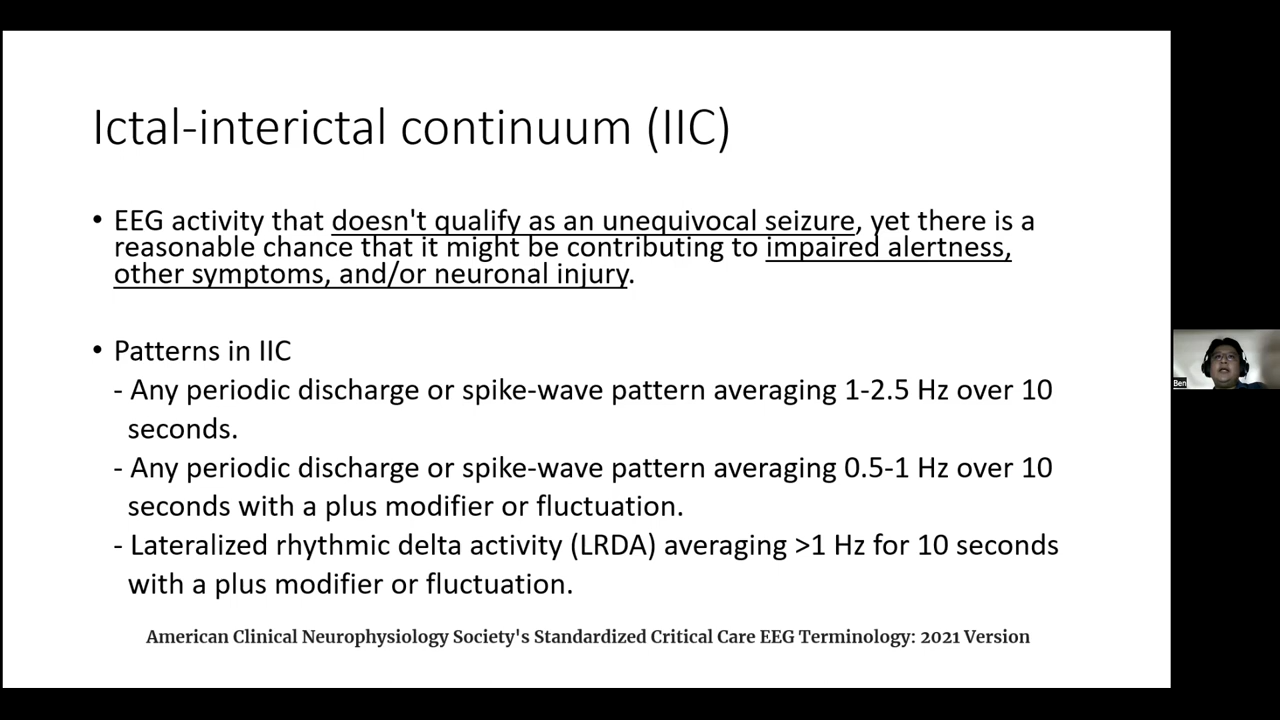 Ictal-interictal continuum (IIC)
• EEG activity that doesn't qualify as an unequivocal seizure, yet there is a
reasonable chance that it might be contributing to impaired alertness,
other symptoms, and/or neuronal injury.
• Patterns in IIC
- Any periodic discharge or spike-wave pattern averaging 1-2.5 Hz over 10
seconds.
- Any periodic discharge or spike-wave pattern averaging 0.5-1 Hz over 10
seconds with a plus modifier or fluctuation.
- Lateralized rhythmic delta activity (LRDA) averaging >1 Hz for 10 seconds
with a plus modifier or fluctuation.
American Clinical Neurophysiology Society's Standardized Critical Care EEG Terminology: 2021 Version
Ben